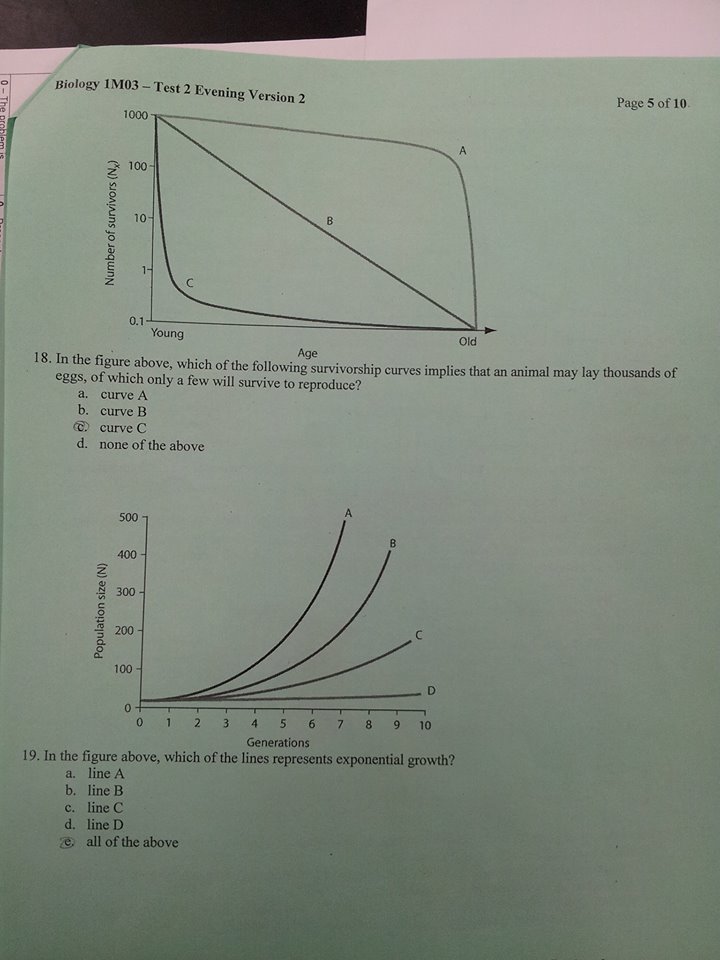 Biology 1M03 – Test 2 Evening Version 2
Page 5 of 10
1000
100
10
1
0.1
Number of survivors (Nx)
A
B
C
Young
Old
Age
18. In the figure above, which of the following survivorship curves implies that an animal may lay thousands of
eggs, of which only a few will survive to reproduce?
a. curve A
b. curve B
c. curve C
d. none of the above
500
400
300
200
100
0
Population size (N)
A
B
C
D
0 1 2 3 4 5 6 7 8 9 10
Generations
19. In the figure above, which of the lines represents exponential growth?
a. line A
b. line B
c. line C
d. line D
e. all of the above
0 – The problem is